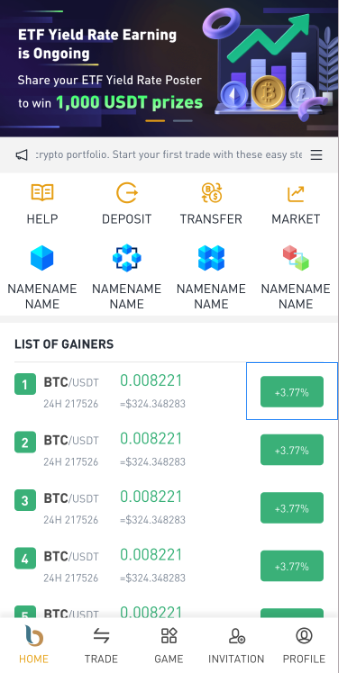 ETF Yield Rate Earning
is Ongoing
Share your ETF Yield Rate Poster
to win 1,000 USDT prizes
crypto portfolio. Start your first trade with these easy ste
HELP DEPOSIT TRANSFER MARKET
NAMENAME NAMENAME NAMENAME NAMENAME
NAME NAME NAME NAME
LIST OF GAINERS
1 BTC/USDT 0.008221 +3.77%
24H 217526 ≈$324.348283
2 BTC/USDT 0.008221 +3.77%
24H 217526 ≈$324.348283
3 BTC/USDT 0.008221 +3.77%
24H 217526 ≈$324.348283
4 BTC/USDT 0.008221 +3.77%
24H 217526 ≈$324.348283
5 BTC/USDT 0.008221
HOME TRADE GAME INVITATION PROFILE